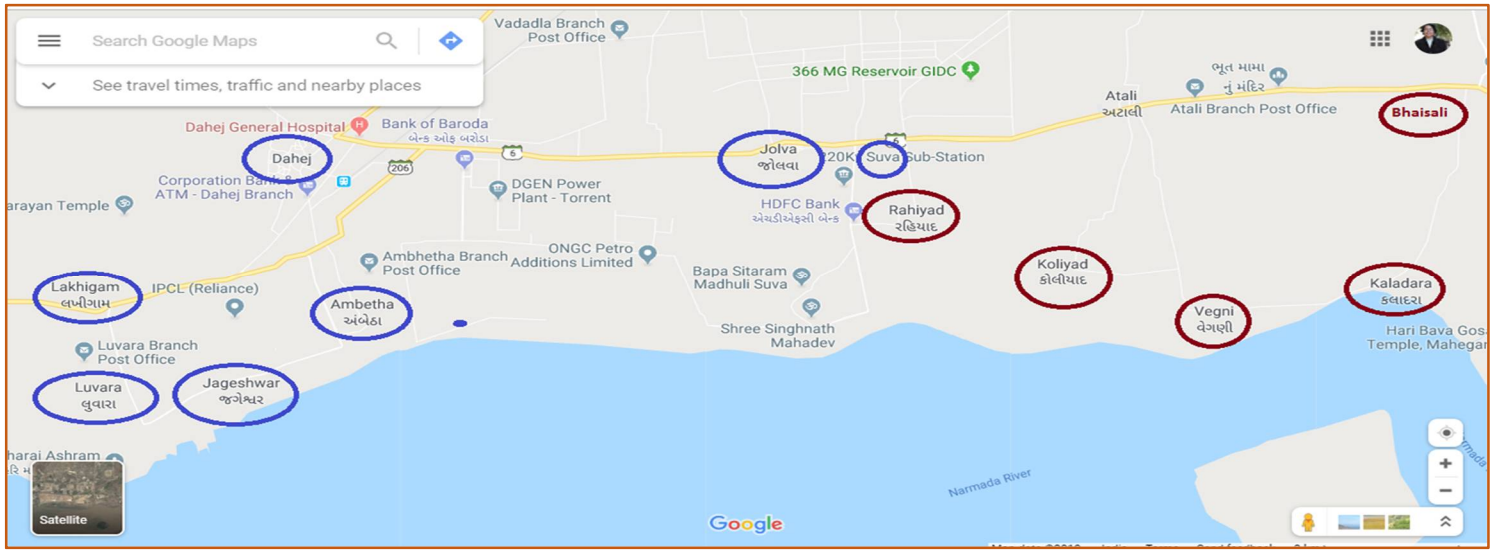 Search Google Maps
See travel times, traffic and nearby places
Vadadla Branch
Post Office
366 MG Reservoir GIDC
ભૂત મામા
નું મંદિર
Atali
અટાલી
Atali Branch Post Office
Bhaisali
Dahej General Hospital
Bank of Baroda
બેન્ક ઓફ બરોડા
6
6
206
Dahej
Jolva
જોલવા
Suva Sub-Station
Corporation Bank &
ATM - Dahej Branch
DGEN Power
Plant - Torrent
HDFC Bank
એચડીએફસી બેન્ક
Rahiyad
રહિયાદ
arayan Temple
Ambhetha Branch
Post Office
ONGC Petro
Additions Limited
Bapa Sitaram
Madhuli Suva
Koliyad
કોલીયાદ
Lakhigam
લખીગામ
IPCL (Reliance)
Ambetha
અંબેઠા
Shree Singhnath
Mahadev
Vegni
વેગણી
Kaladara
કલાદરા
Hari Bava Gos
Temple, Mahegar
Luvara Branch
Post Office
Luvara
લુવારા
Jageshwar
જગેશ્વર
harai Ashram
Narmada River
Satellite
Google